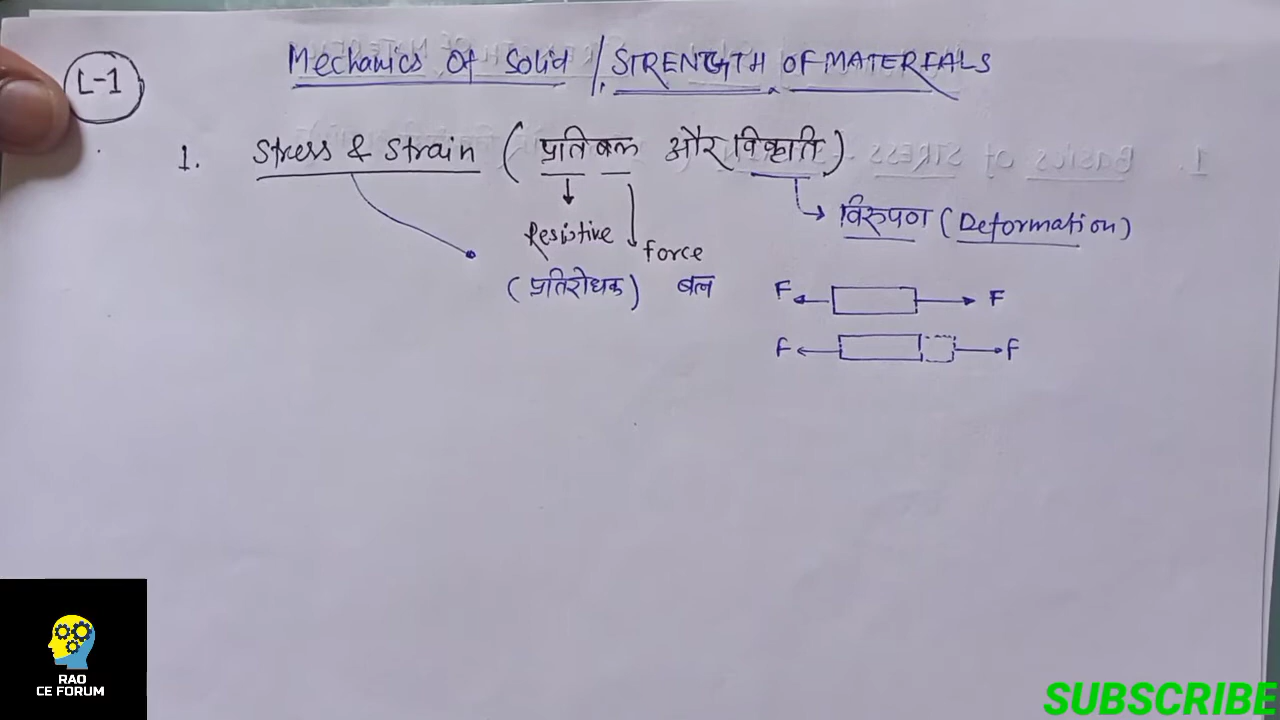 L-1
Mechanics Of Solid / STRENGTH OF MATERIALS
1. Stress & Strain ( प्रतिबल और विकृति )
विरुपण ( Deformation )
Resistive force
( प्रतिरोधक ) बल
F F
F F
RAO
CE FORUM
SUBSCRIBE